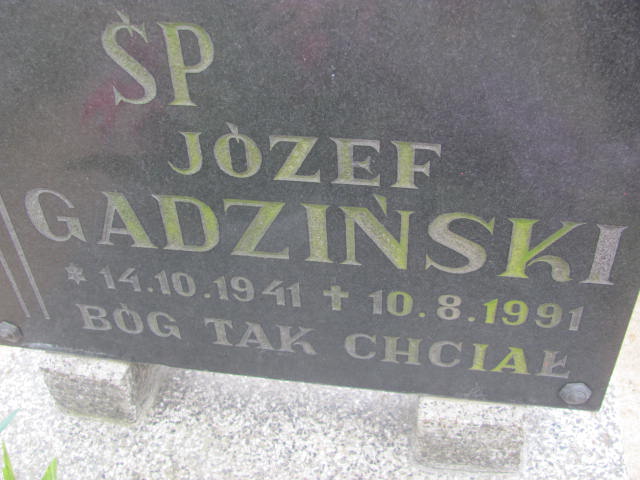 ŚP
JÓZEF
GADZIŃSKI
* 14.10.1941 ✝ 10.8.1991
BÓG TAK CHCIAŁ